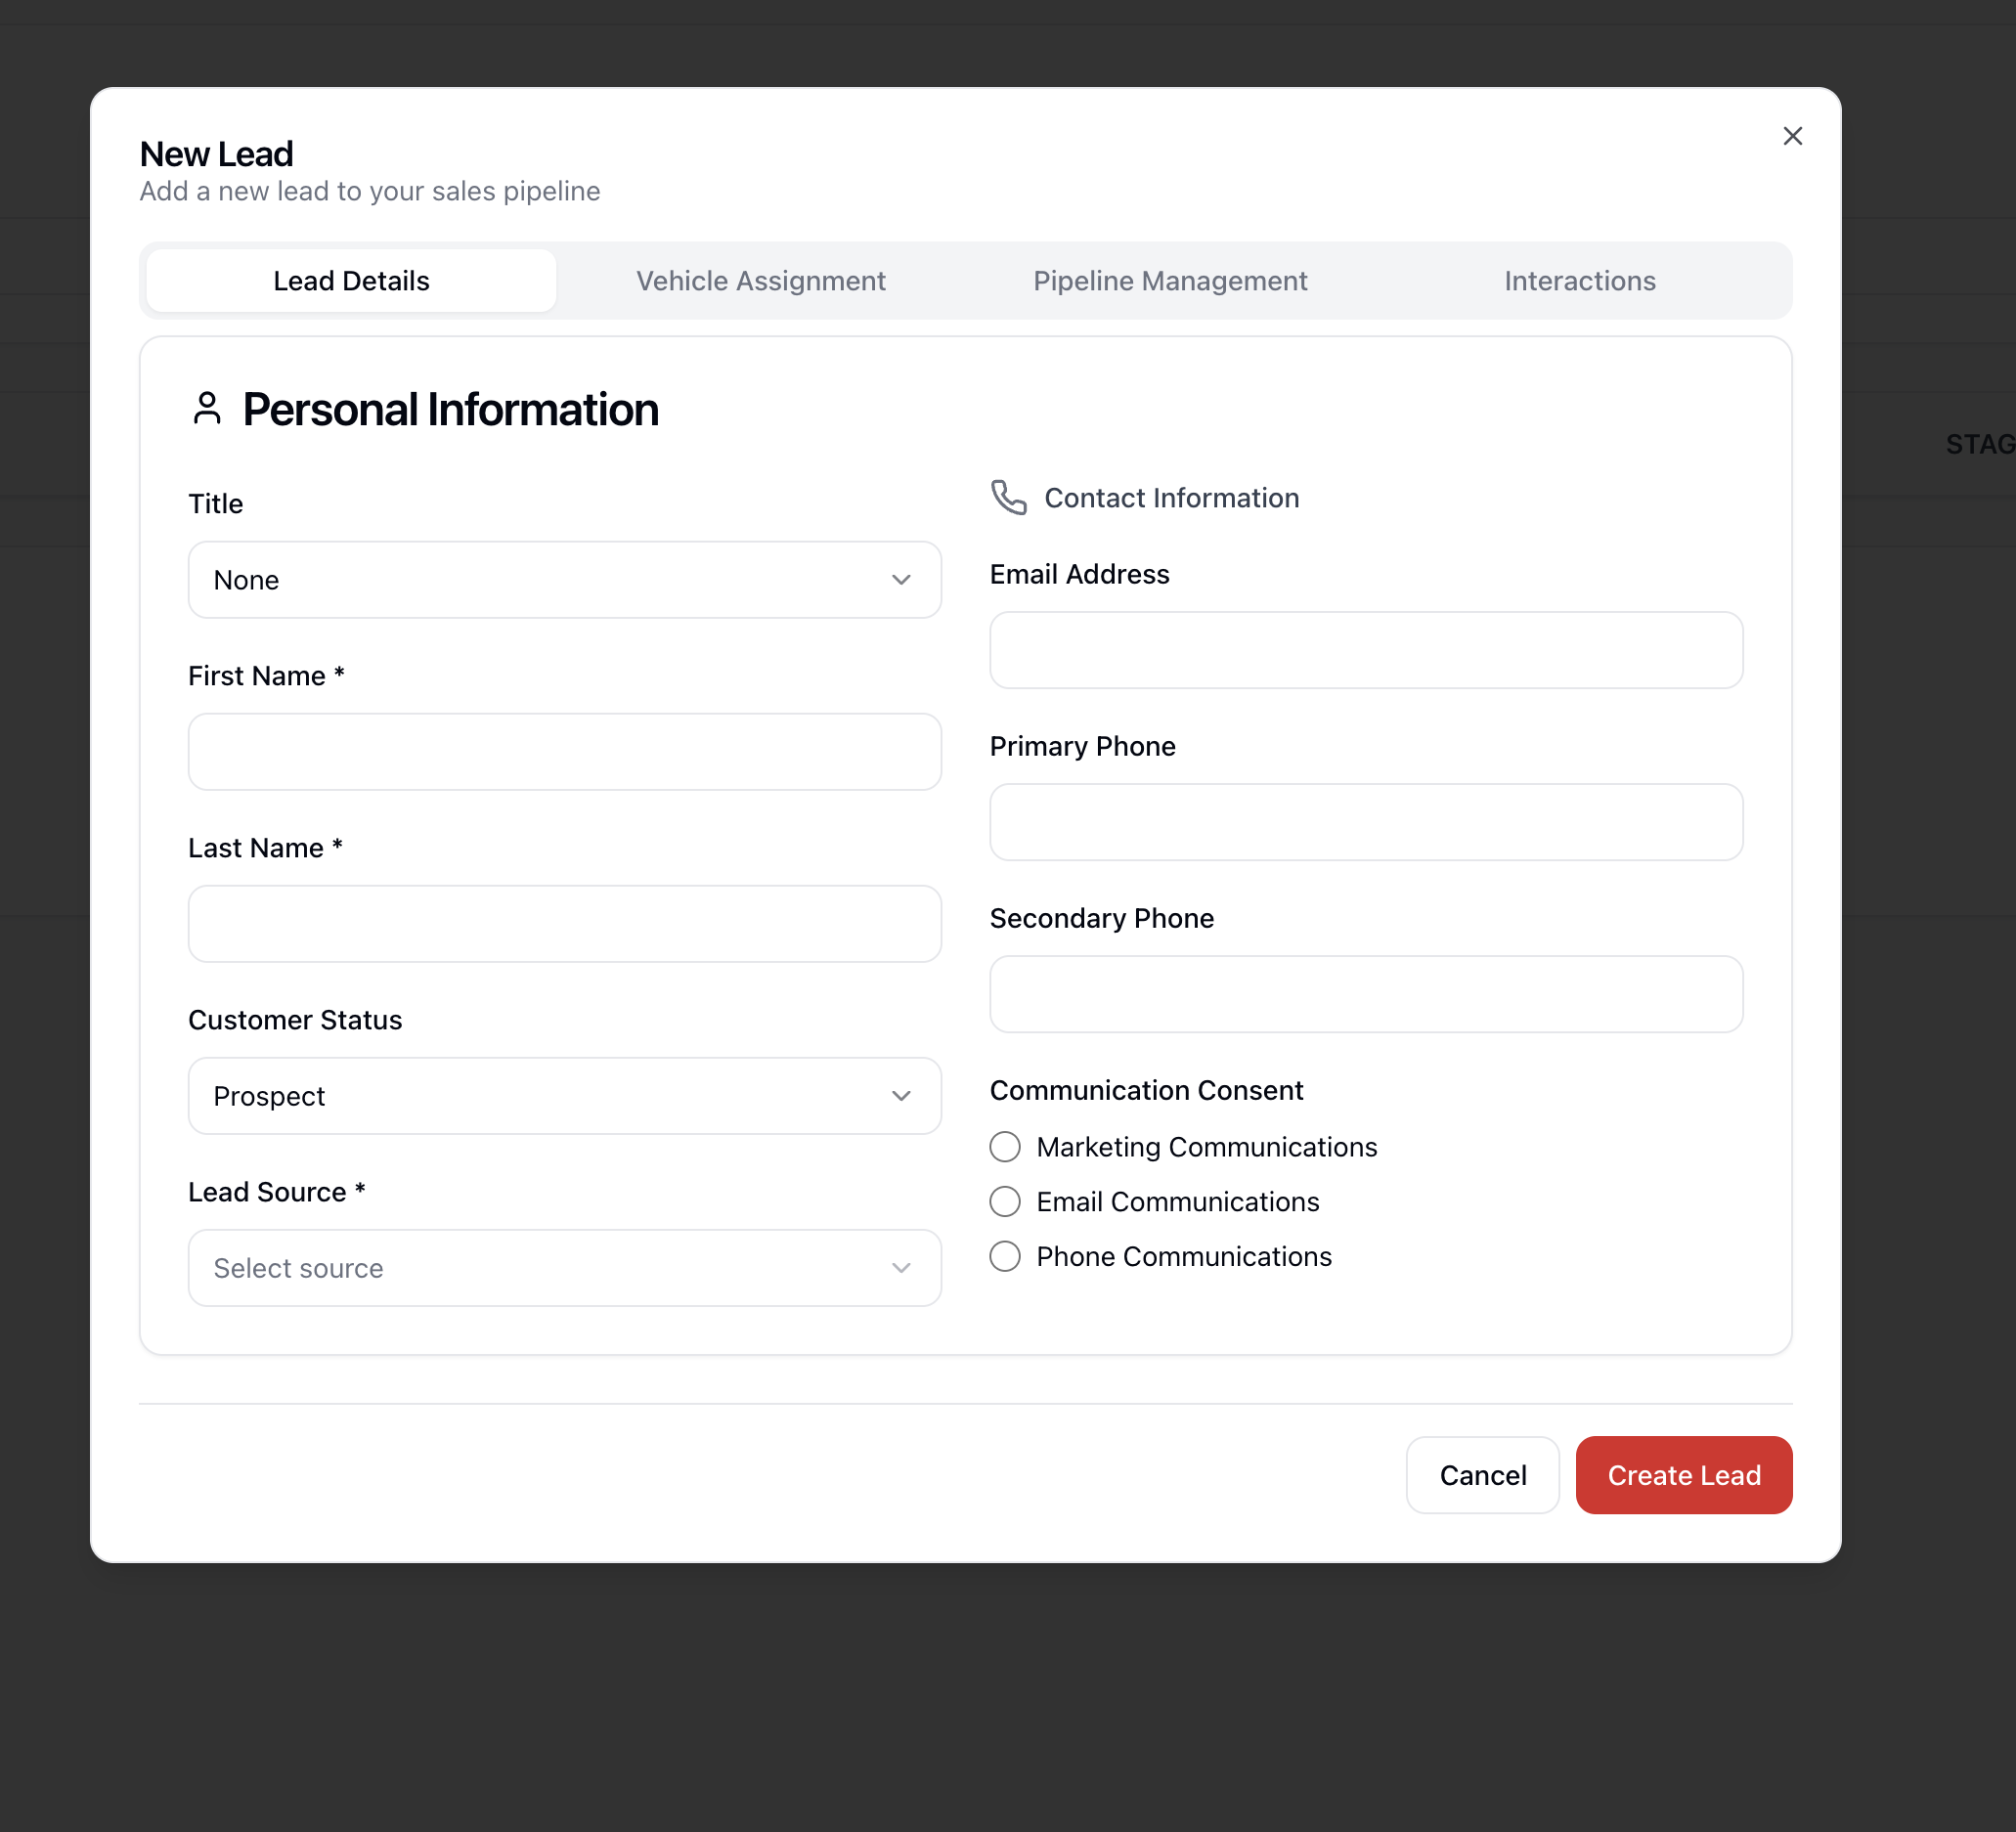 New Lead
Add a new lead to your sales pipeline
Lead Details
Vehicle Assignment
Pipeline Management
Interactions
Personal Information
Title
None
First Name *
Last Name *
Customer Status
Prospect
Lead Source *
Select source
Contact Information
Email Address
Primary Phone
Secondary Phone
Communication Consent
Marketing Communications
Email Communications
Phone Communications
Cancel
Create Lead
STAG